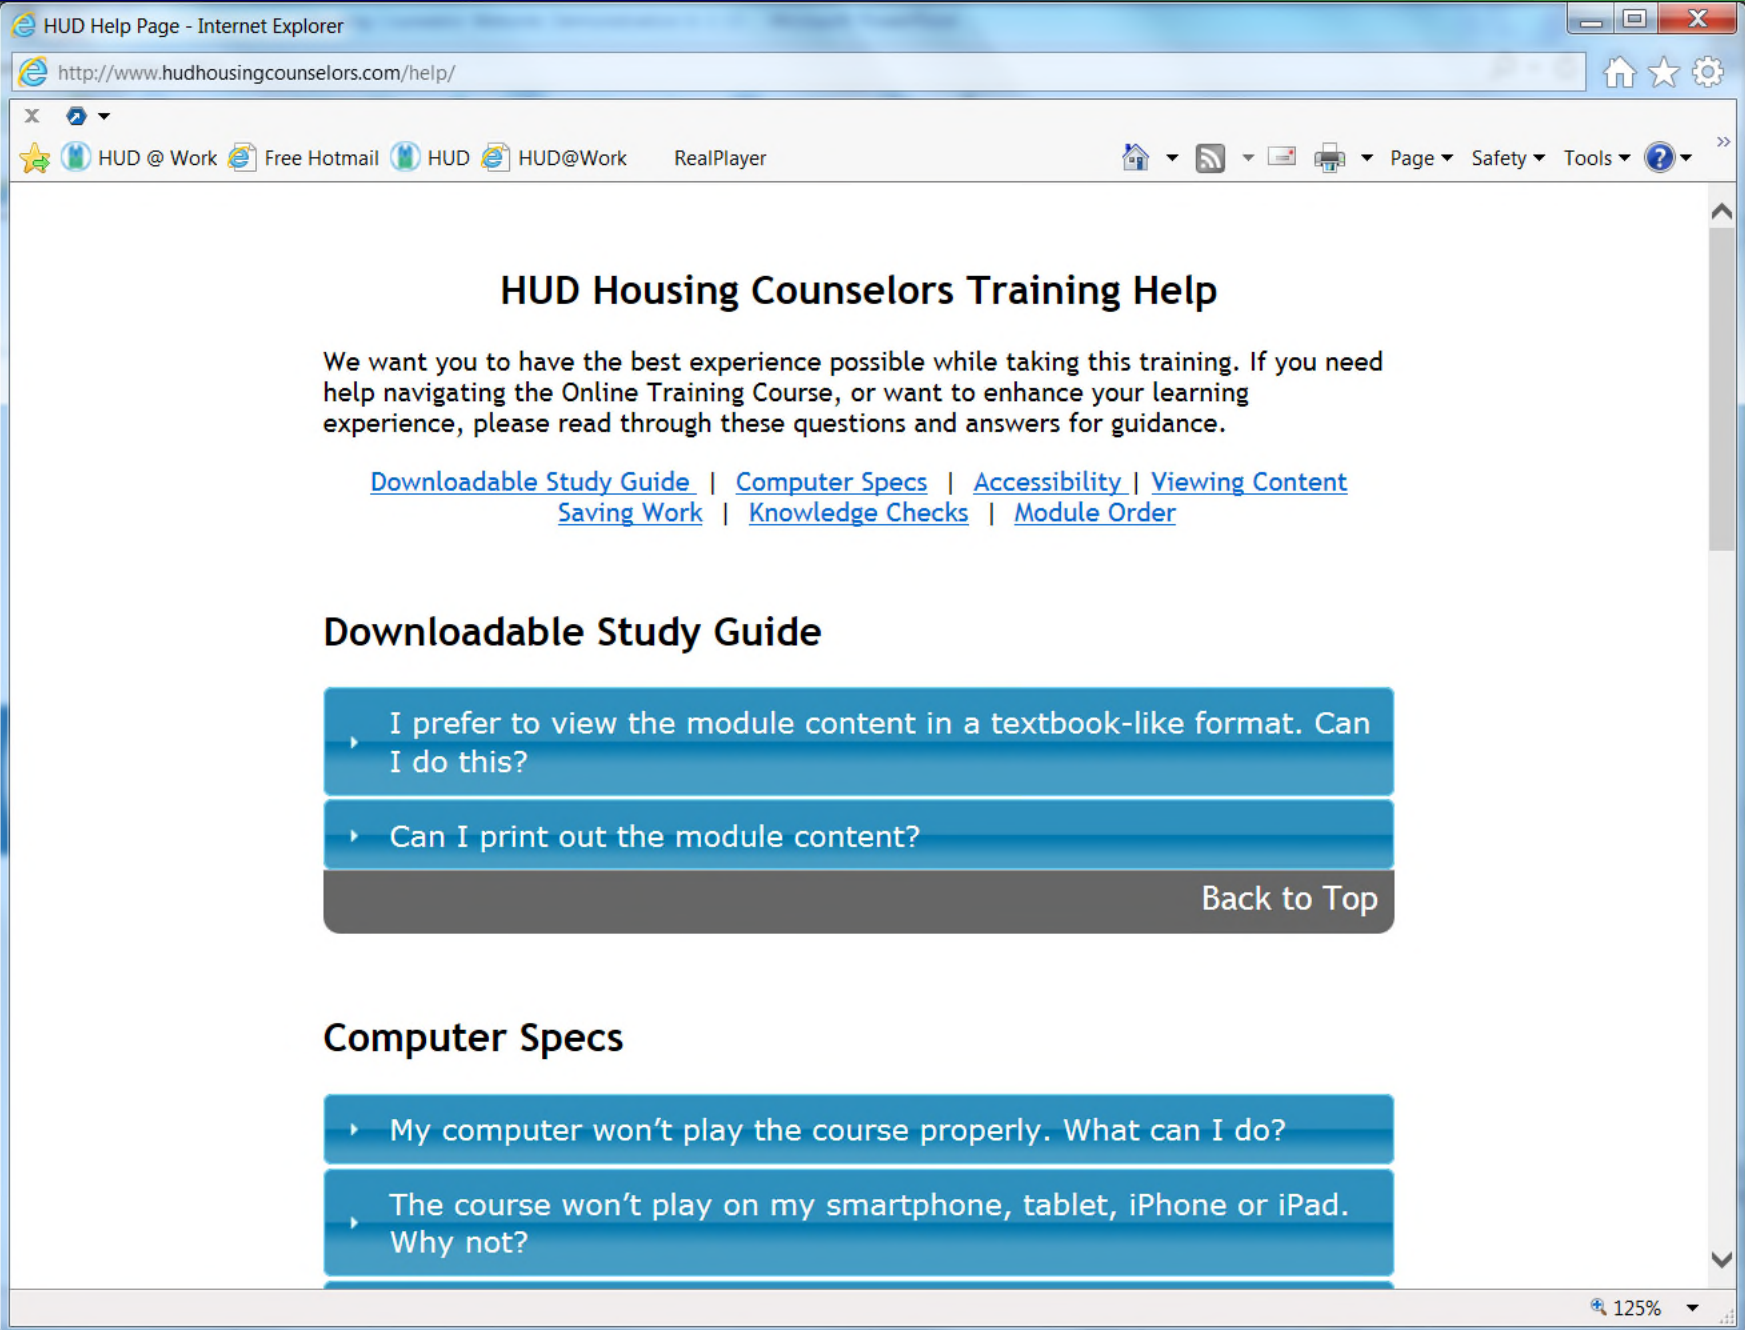 HUD Help Page - Internet Explorer
http://www.hudhousingcounselors.com/help/
X
HUD @ Work Free Hotmail HUD HUD@Work RealPlayer Page Safety Tools ? »
HUD Housing Counselors Training Help
We want you to have the best experience possible while taking this training. If you need
help navigating the Online Training Course, or want to enhance your learning
experience, please read through these questions and answers for guidance.
Downloadable Study Guide | Computer Specs | Accessibility | Viewing Content
Saving Work | Knowledge Checks | Module Order
Downloadable Study Guide
I prefer to view the module content in a textbook-like format. Can
I do this?
Can I print out the module content?
Back to Top
Computer Specs
My computer won’t play the course properly. What can I do?
The course won’t play on my smartphone, tablet, iPhone or iPad.
Why not?
125%